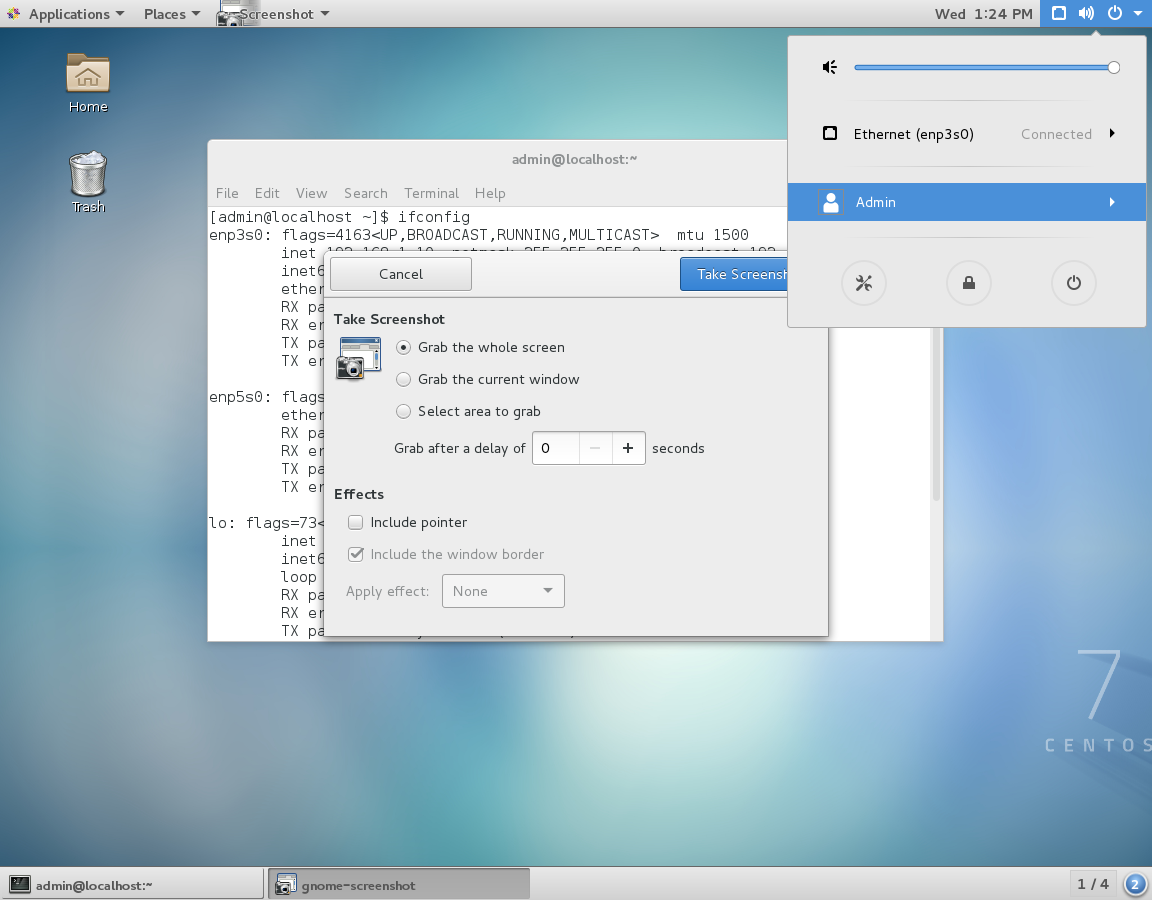 Applications Places Screenshot Wed 1:24 PM
Home
Trash
Ethernet (enp3s0) Connected
Admin
admin@localhost:~
File Edit View Search Terminal Help
[admin@localhost ~]$ ifconfig
enp3s0: flags=4163<UP,BROADCAST,RUNNING,MULTICAST> mtu 1500
inet
inet6
ether
RX pa
RX er
TX pa
TX er
enp5s0: flags
ether
RX pa
RX er
TX pa
TX er
lo: flags=73<
inet
inet6
loop
RX pa
RX er
TX pa
Cancel Take Screensh
Take Screenshot
Grab the whole screen
Grab the current window
Select area to grab
Grab after a delay of 0 − + seconds
Effects
Include pointer
Include the window border
Apply effect: None
7
CENTOS
admin@localhost:~ gnome-screenshot 1 / 4 2